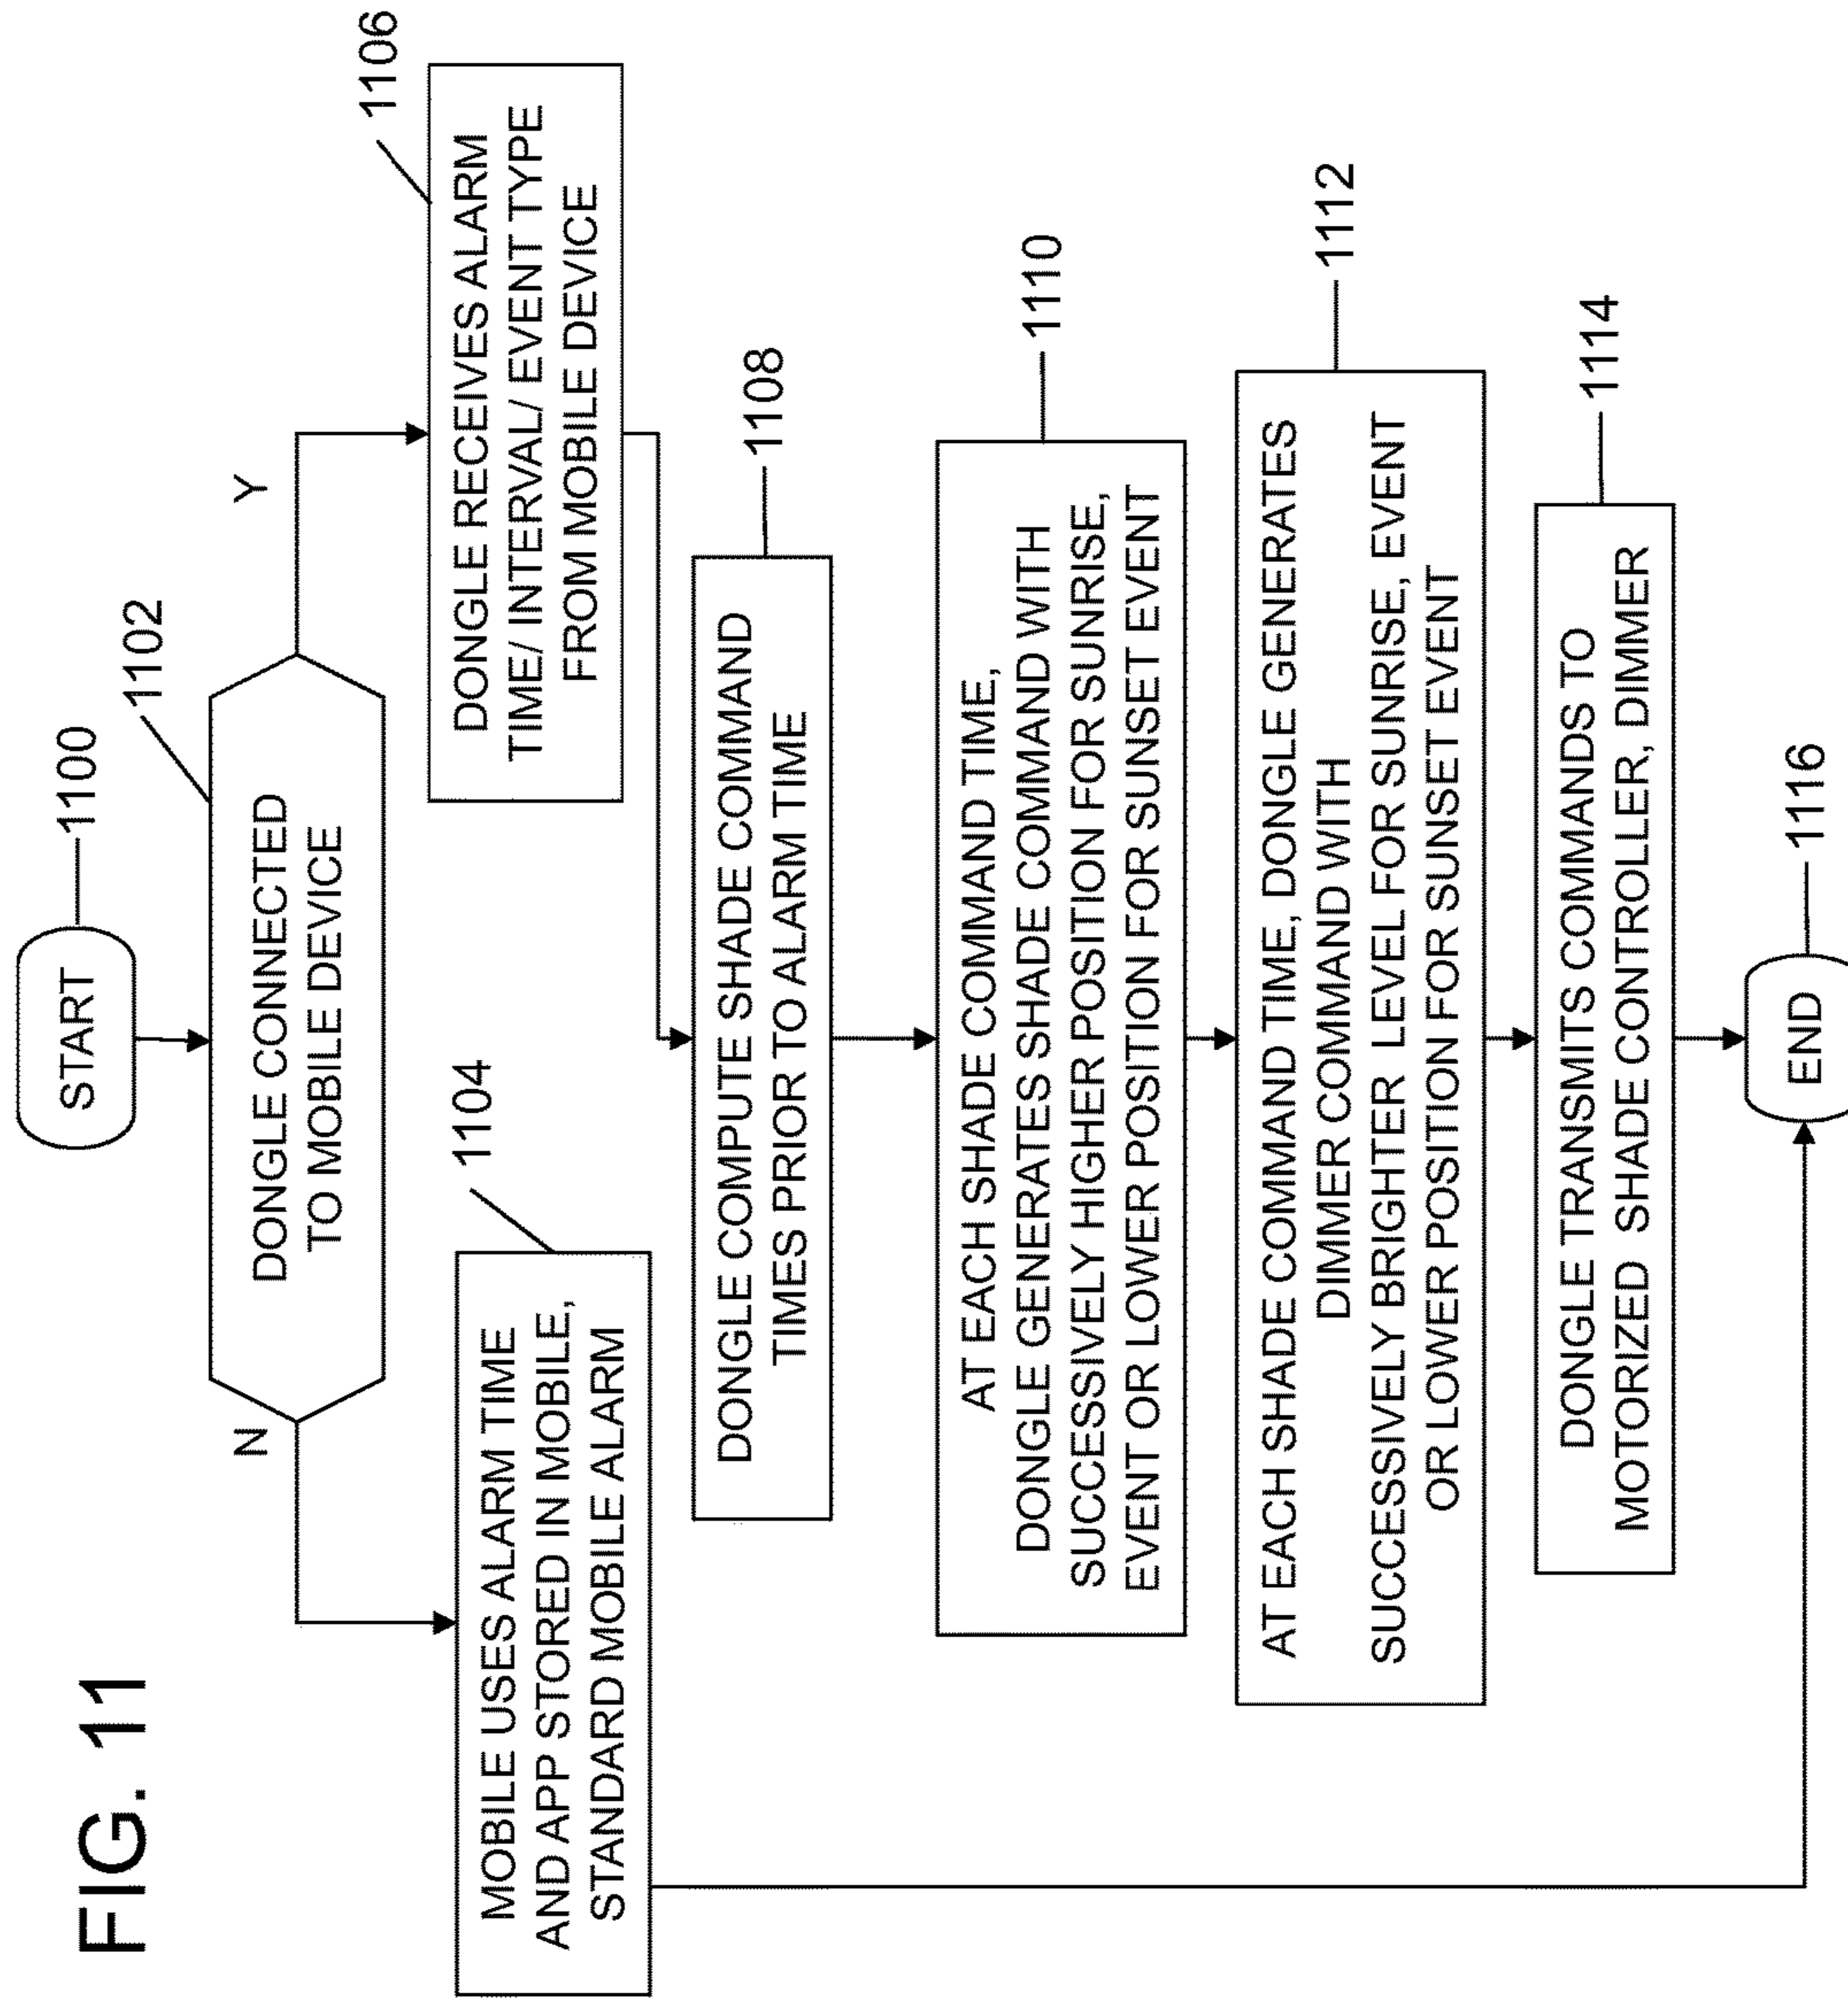 FIG. 11
START
1100
DONGLE CONNECTED
TO MOBILE DEVICE
1102
N
Y
MOBILE USES ALARM TIME
AND APP STORED IN MOBILE,
STANDARD MOBILE ALARM
1104
DONGLE RECEIVES ALARM
TIME/ INTERVAL/ EVENT TYPE
FROM MOBILE DEVICE
1106
DONGLE COMPUTE SHADE COMMAND
TIMES PRIOR TO ALARM TIME
1108
AT EACH SHADE COMMAND TIME,
DONGLE GENERATES SHADE COMMAND WITH
SUCCESSIVELY HIGHER POSITION FOR SUNRISE,
EVENT OR LOWER POSITION FOR SUNSET EVENT
1110
AT EACH SHADE COMMAND TIME, DONGLE GENERATES
DIMMER COMMAND WITH
SUCCESSIVELY BRIGHTER LEVEL FOR SUNRISE, EVENT
OR LOWER POSITION FOR SUNSET EVENT
1112
DONGLE TRANSMITS COMMANDS TO
MOTORIZED SHADE CONTROLLER, DIMMER
1114
END
1116